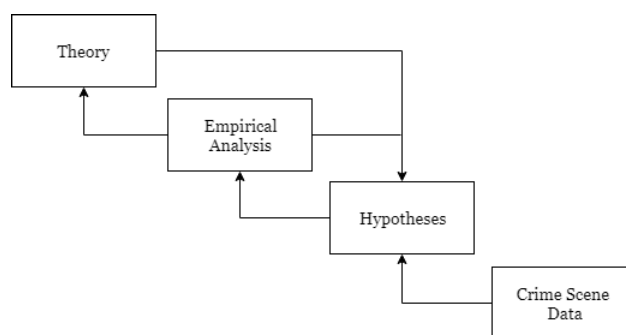 Theory
Empirical
Analysis
Hypotheses
Crime Scene
Data